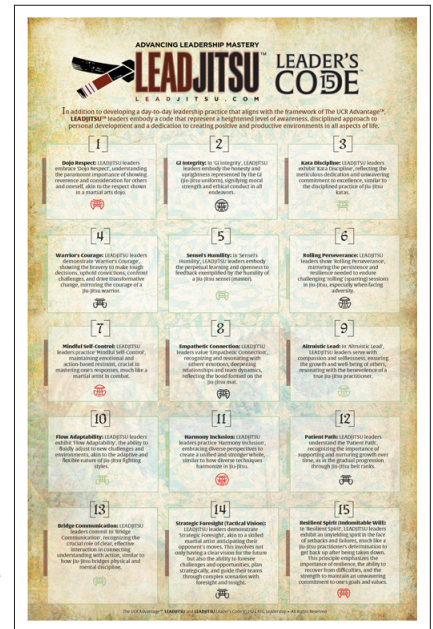 ADVANCING LEADERSHIP MASTERY
LEADJITSU™
LEADJITSU.COM
LEADER'S
CODE™
15
In addition to developing a day-to-day leadership practice that aligns with the framework of The UCR Advantage™,
LEADJITSU™ leaders embody a code that represent a heightened level of awareness, disciplined approach to
personal development and a dedication to creating positive and productive environments in all aspects of life.
1
Dojo Respect: LEADJITSU leaders
embrace 'Dojo Respect', understanding
the paramount importance of showing
reverence and consideration for others
and oneself, akin to the respect shown
in a martial arts dojo.
2
Gi Integrity: In 'Gi Integrity', LEADJITSU
leaders embody the honesty and
uprightness represented by the Gi
(Jiu-Jitsu uniform), signifying moral
strength and ethical conduct in all
endeavors.
3
Kata Discipline: LEADJITSU leaders
exhibit 'Kata Discipline', reflecting the
meticulous dedication and unwavering
commitment to excellence, similar to
the disciplined practice of Jiu-Jitsu
katas.
4
Warrior's Courage: LEADJITSU leaders
demonstrate 'Warrior's Courage',
showing the bravery to make tough
decisions, uphold convictions, confront
challenges, and drive transformative
change, mirroring the courage of a
Jiu-Jitsu warrior.
5
Sensei's Humility: In 'Sensei's
Humility', LEADJITSU leaders embody
the perpetual learning and openness to
feedback exemplified by the humility of
a Jiu-Jitsu sensei (master).
6
Rolling Perseverance: LEADJITSU
leaders show 'Rolling Perseverance',
mirroring the persistence and
resilience needed to endure
challenging 'rolling' (sparring) sessions
in Jiu-Jitsu, especially when facing
adversity.
7
Mindful Self-Control: LEADJITSU
leaders practice 'Mindful Self-Control',
maintaining emotional and
action-based restraint, crucial in
mastering one's responses, much like a
martial artist in combat.
8
Empathetic Connection: LEADJITSU
leaders value 'Empathetic Connection',
recognizing and resonating with
others' emotions, deepening
relationships and team dynamics,
reflecting the bond formed on the
Jiu-Jitsu mat.
9
Altruistic Lead: In 'Altruistic Lead',
LEADJITSU leaders serve with
compassion and selflessness, ensuring
the growth and well-being of others,
resonating with the benevolence of a
true Jiu-Jitsu practitioner.
10
Flow Adaptability: LEADJITSU leaders
exhibit 'Flow Adaptability', the ability to
fluidly adjust to new challenges and
environments, akin to the adaptive and
flexible nature of Jiu-Jitsu fighting
styles.
11
Harmony Inclusion: LEADJITSU
leaders practice 'Harmony Inclusion',
embracing diverse perspectives to
create a unified and stronger whole,
similar to how diverse techniques
harmonize in Jiu-Jitsu.
12
Patient Path: LEADJITSU leaders
understand the 'Patient Path',
recognizing the importance of
supporting and nurturing growth over
time, as in the gradual progression
through Jiu-Jitsu belt ranks.
13
Bridge Communication: LEADJITSU
leaders commit to 'Bridge
Communication', recognizing the
crucial role of clear, effective
interaction in connecting
understanding with action, similar to
how Jiu-Jitsu bridges physical and
mental discipline.
14
Strategic Foresight (Tactical Vision):
LEADJITSU leaders demonstrate
'Strategic Foresight', akin to a skilled
martial artist anticipating their
opponent's moves. This involves not
only having a clear vision for the future
but also the ability to foresee
challenges and opportunities, plan
strategically, and guide their teams
through complex scenarios with
foresight and insight.
15
Resilient Spirit (Indomitable Will):
In 'Resilient Spirit', LEADJITSU leaders
exhibit an unyielding spirit in the face
of setbacks and failures, much like a
Jiu-Jitsu practitioner's determination to
get back up after being taken down.
This principle emphasizes the
importance of resilience, the ability to
recover from difficulties, and the
strength to maintain an unwavering
commitment to one's goals and values.
The UCR Advantage™, LEADJITSU and LEADJITSU Leader's Code
Leadership • All Rights Reserved